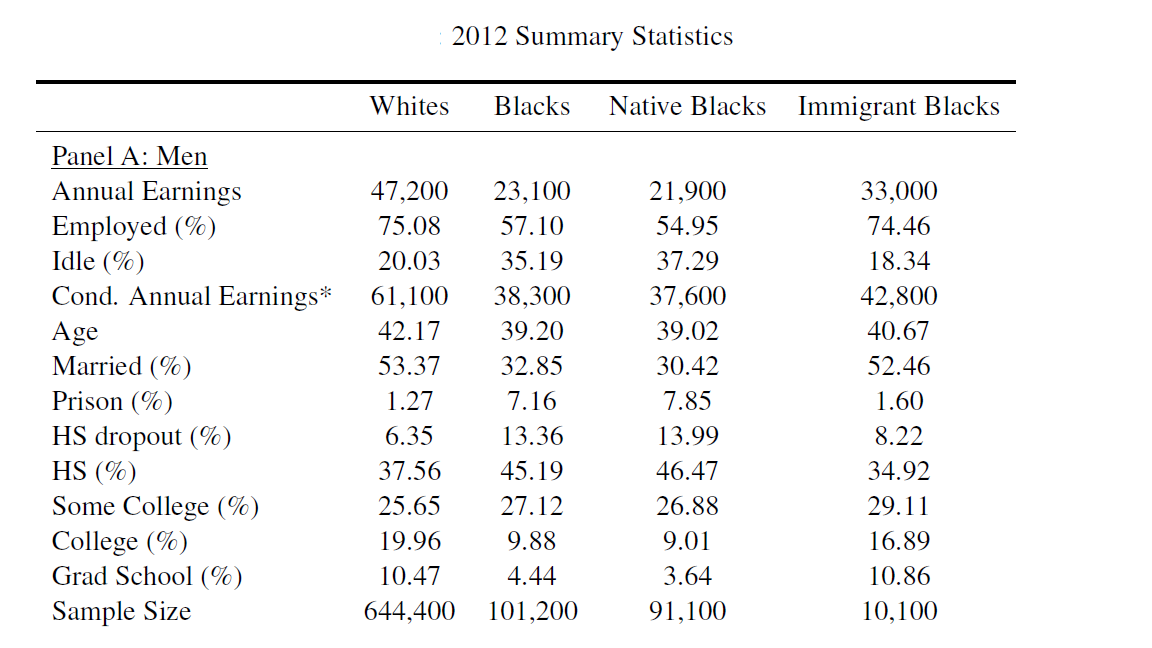 : 2012 Summary Statistics
Whites Blacks Native Blacks Immigrant Blacks
Panel A: Men
Annual Earnings 47,200 23,100 21,900 33,000
Employed (%) 75.08 57.10 54.95 74.46
Idle (%) 20.03 35.19 37.29 18.34
Cond. Annual Earnings* 61,100 38,300 37,600 42,800
Age 42.17 39.20 39.02 40.67
Married (%) 53.37 32.85 30.42 52.46
Prison (%) 1.27 7.16 7.85 1.60
HS dropout (%) 6.35 13.36 13.99 8.22
HS (%) 37.56 45.19 46.47 34.92
Some College (%) 25.65 27.12 26.88 29.11
College (%) 19.96 9.88 9.01 16.89
Grad School (%) 10.47 4.44 3.64 10.86
Sample Size 644,400 101,200 91,100 10,100